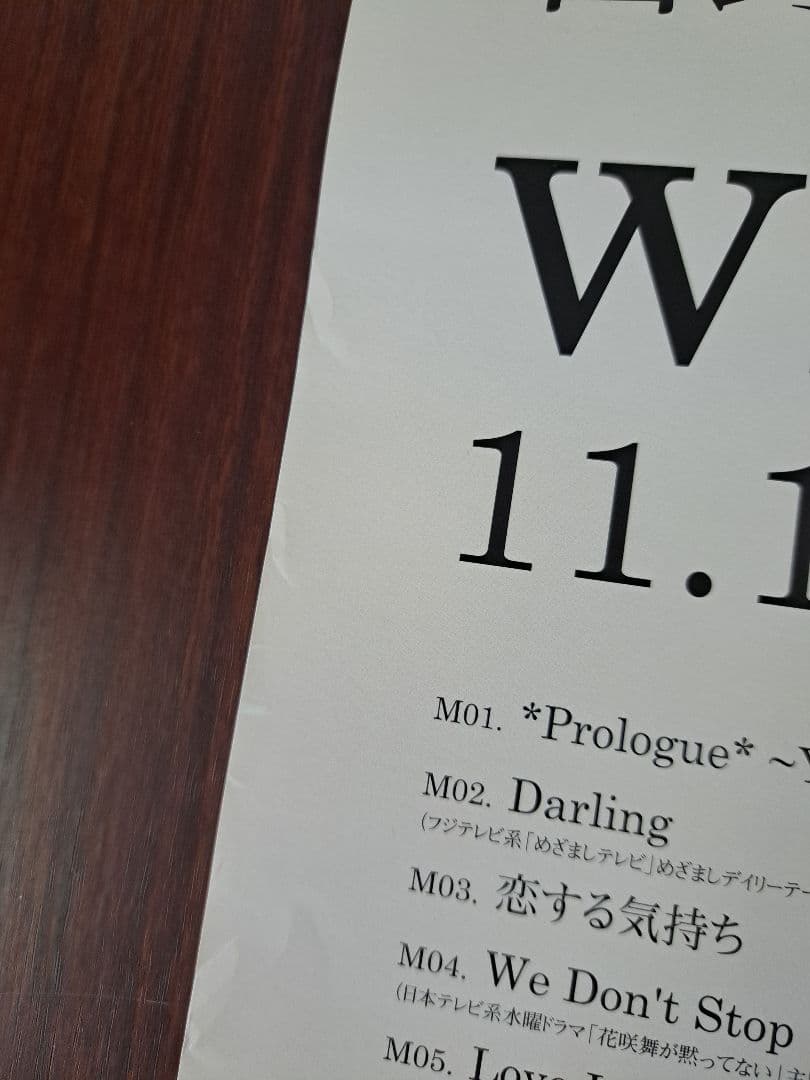 W
11.1
M01. *Prologue* ~
M02. Darling
(フジテレビ系「めざましテレビ」めざましデイリーテー
M03. 恋する気持ち
M04. We Don't Stop
(日本テレビ系水曜ドラマ「花咲舞が黙ってない」主
M05. Love